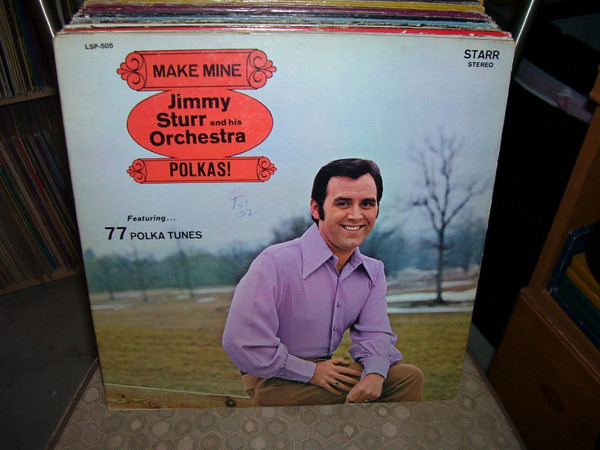 LSP-505
STARR
STEREO
MAKE MINE
Jimmy
Sturr and his
Orchestra
POLKAS!
Featuring...
77 POLKA TUNES